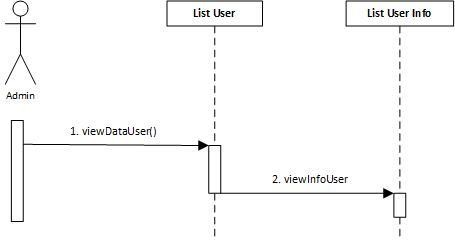 List User
List User Info
Admin
1. viewDataUser()
2. viewInfoUser